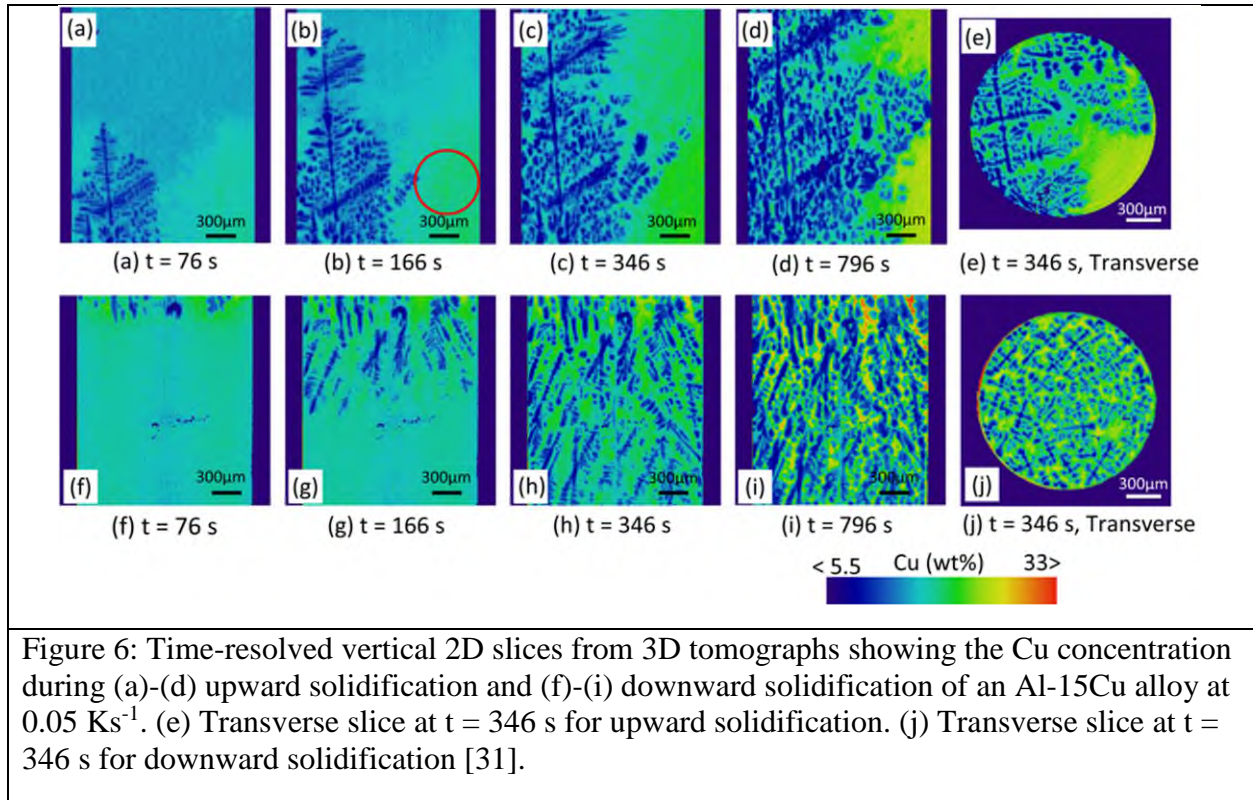 (a)
(b)
(c)
(d)
(e)
300μm
300μm
300μm
300μm
300μm
(a) t = 76 s
(b) t = 166 s
(c) t = 346 s
(d) t = 796 s
(e) t = 346 s, Transverse
(f)
(g)
(h)
(i)
(j)
300μm
300μm
300μm
300μm
300μm
(f) t = 76 s
(g) t = 166 s
(h) t = 346 s
(i) t = 796 s
(j) t = 346 s, Transverse
< 5.5 Cu (wt%) 33>
Figure 6: Time-resolved vertical 2D slices from 3D tomographs showing the Cu concentration
during (a)-(d) upward solidification and (f)-(i) downward solidification of an Al-15Cu alloy at
0.05 Ks⁻¹. (e) Transverse slice at t = 346 s for upward solidification. (j) Transverse slice at t =
346 s for downward solidification [31].